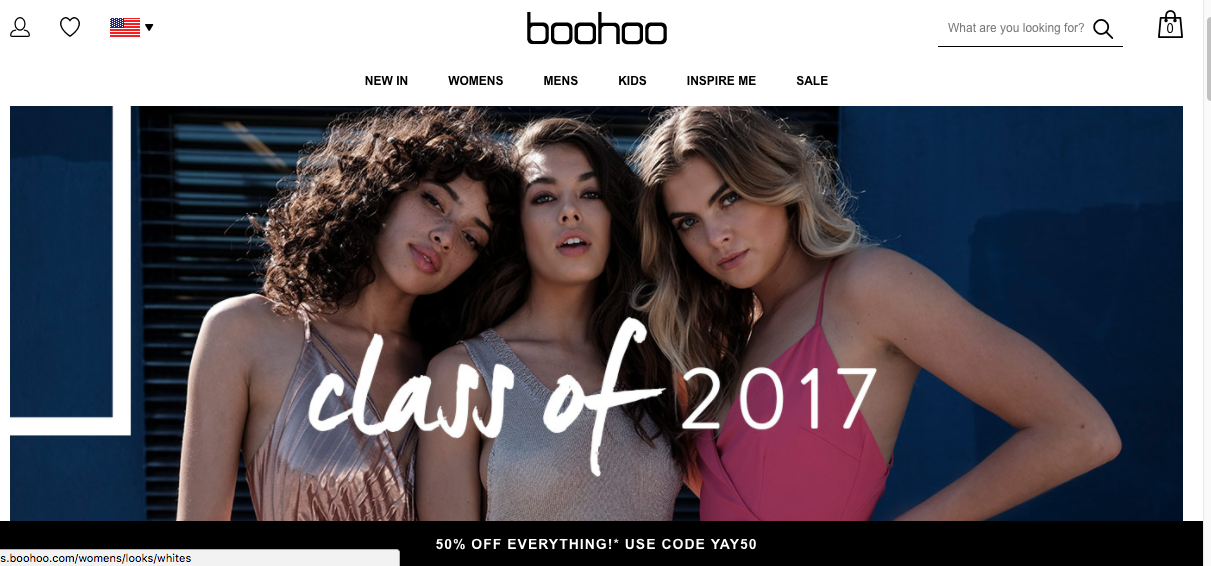 boohoo
What are you looking for?
0
NEW IN WOMENS MENS KIDS INSPIRE ME SALE
class of 2017
50% OFF EVERYTHING!* USE CODE YAY50
s.boohoo.com/womens/looks/whites